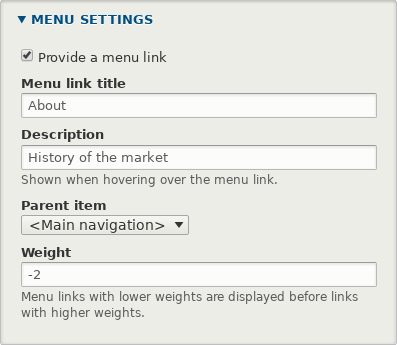 MENU SETTINGS
Provide a menu link
Menu link title
About
Description
History of the market
Shown when hovering over the menu link.
Parent item
<Main navigation>
Weight
-2
Menu links with lower weights are displayed before links
with higher weights.